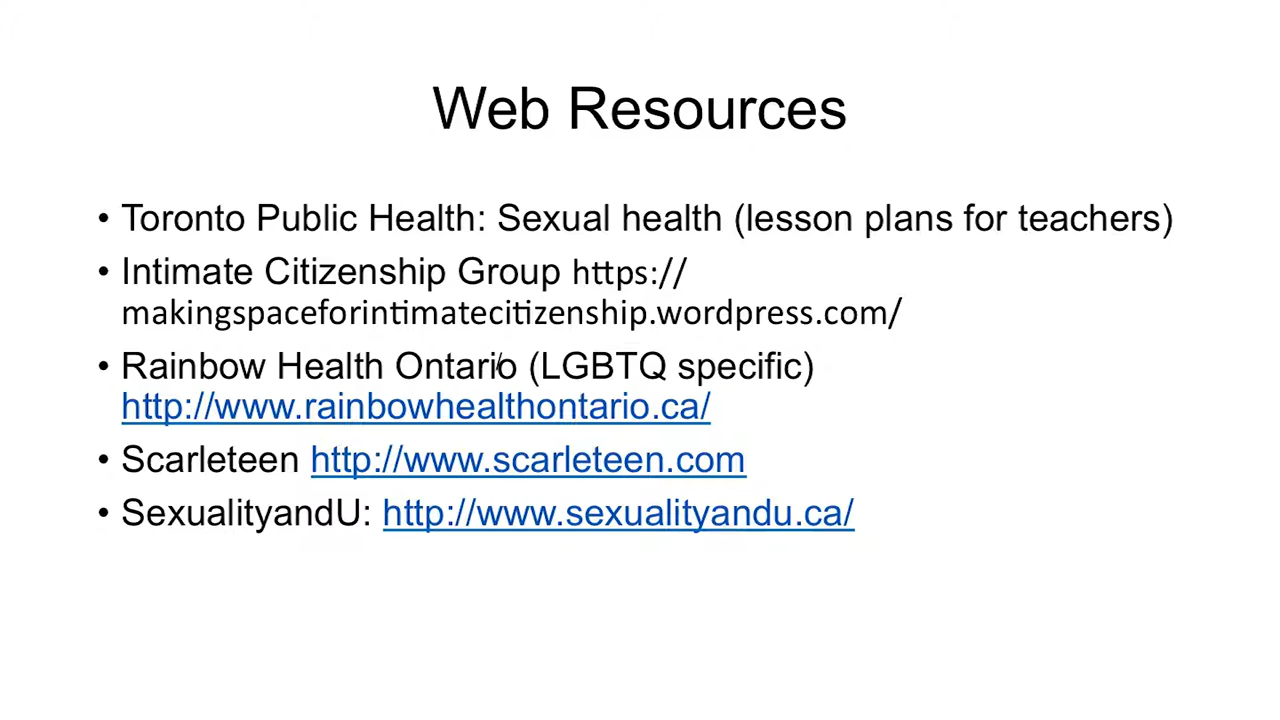 Web Resources
• Toronto Public Health: Sexual health (lesson plans for teachers)
• Intimate Citizenship Group https://
makingspaceforintimatecitizenship.wordpress.com/
• Rainbow Health Ontario (LGBTQ specific)
http://www.rainbowhealthontario.ca/
• Scarleteen http://www.scarleteen.com
• SexualityandU: http://www.sexualityandu.ca/